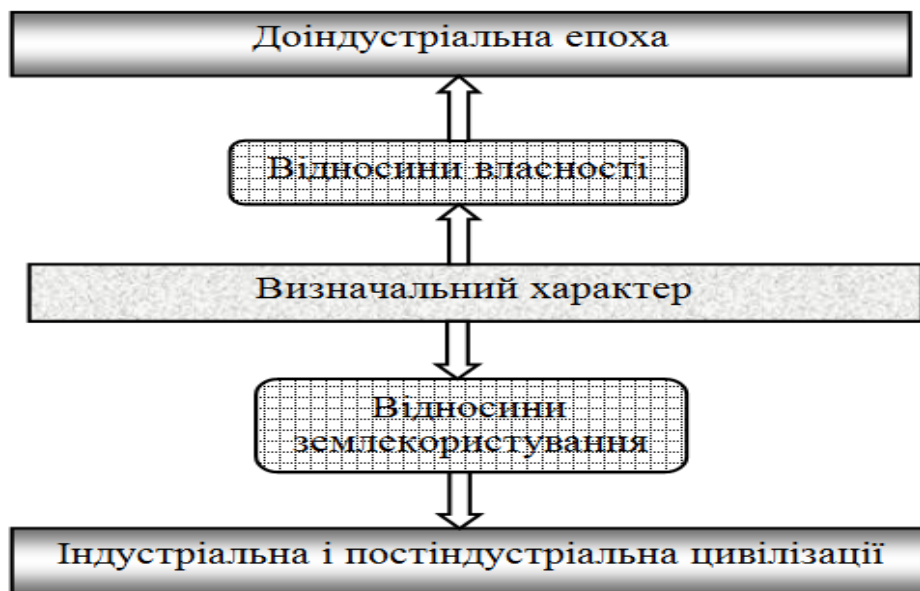 Доіндустріальна епоха
Відносини власності
Визначальний характер
Відносини
землекористування
Індустріальна і постіндустріальна цивілізації